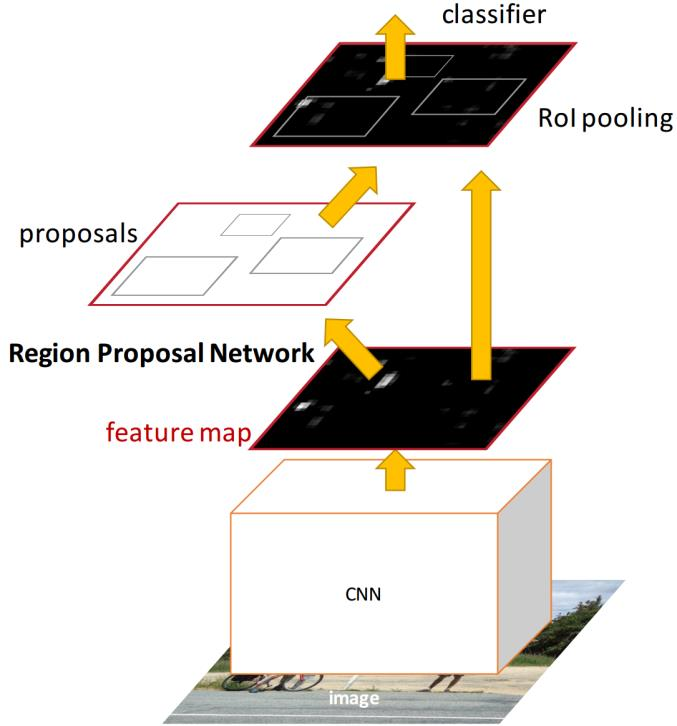 classifier
RoI pooling
proposals
Region Proposal Network
feature map
CNN
image